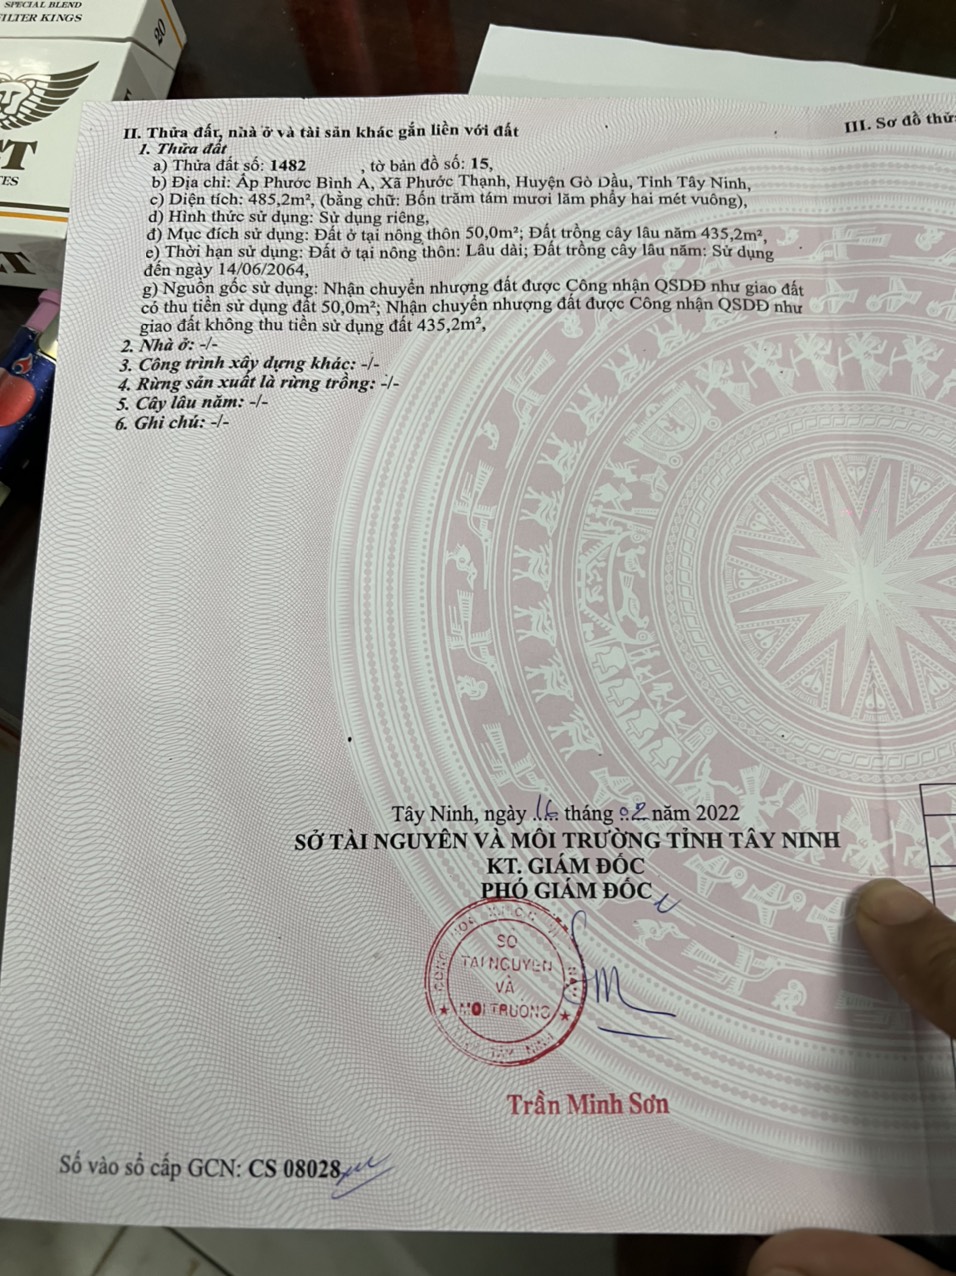 SPECIAL BLEND
FILTER KINGS
20
ES
II. Thửa đất, nhà ở và tài sản khác gắn liền với đất
1. Thửa đất
a) Thửa đất số: 1482 , tờ bản đồ số: 15,
b) Địa chỉ: Ấp Phước Bình A, Xã Phước Thạnh, Huyện Gò Dầu, Tỉnh Tây Ninh,
c) Diện tích: 485,2m², (bằng chữ: Bốn trăm tám mươi lăm phẩy hai mét vuông),
d) Hình thức sử dụng: Sử dụng riêng,
đ) Mục đích sử dụng: Đất ở tại nông thôn 50,0m²; Đất trồng cây lâu năm 435,2m²,
e) Thời hạn sử dụng: Đất ở tại nông thôn: Lâu dài; Đất trồng cây lâu năm: Sử dụng
đến ngày 14/06/2064,
g) Nguồn gốc sử dụng: Nhận chuyển nhượng đất được Công nhận QSDĐ như giao đất
có thu tiền sử dụng đất 50,0m²; Nhận chuyển nhượng đất được Công nhận QSDĐ như
giao đất không thu tiền sử dụng đất 435,2m²,
2. Nhà ở: -/-
3. Công trình xây dựng khác: -/-
4. Rừng sản xuất là rừng trồng: -/-
5. Cây lâu năm: -/-
6. Ghi chú: -/-
III. Sơ đồ thử
Tây Ninh, ngày 16 tháng 02 năm 2022
SỞ TÀI NGUYÊN VÀ MÔI TRƯỜNG TỈNH TÂY NINH
KT. GIÁM ĐỐC
PHÓ GIÁM ĐỐC
SỞ
TÀI NGUYÊN
VÀ
MÔI TRƯỜNG
Trần Minh Sơn
Số vào sổ cấp GCN: CS 08028